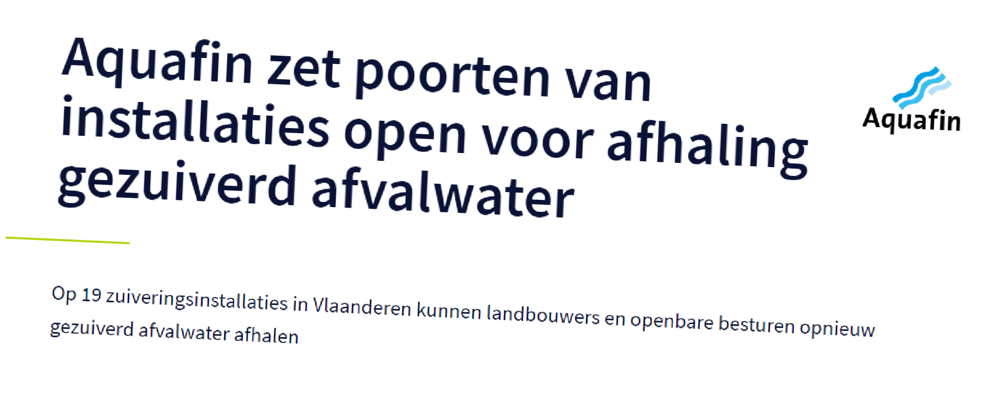 Aquafin zet poorten van
installaties open voor afhaling
gezuiverd afvalwater
Aquafin
Op 19 zuiveringsinstallaties in Vlaanderen kunnen landbouwers en openbare besturen opnieuw
gezuiverd afvalwater afhalen